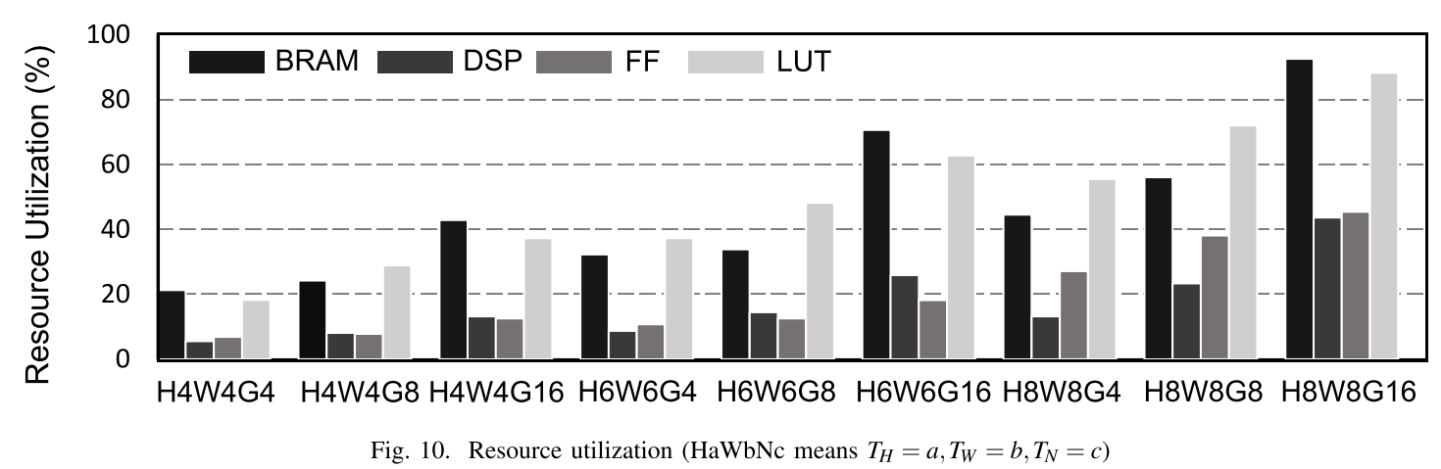 Resource Utilization (%)
100
80
60
40
20
0
BRAM DSP FF LUT
H4W4G4 H4W4G8 H4W4G16 H6W6G4 H6W6G8 H6W6G16 H8W8G4 H8W8G8 H8W8G16
Fig. 10. Resource utilization (HaWbNc means T_H = a, T_W = b, T_N = c)